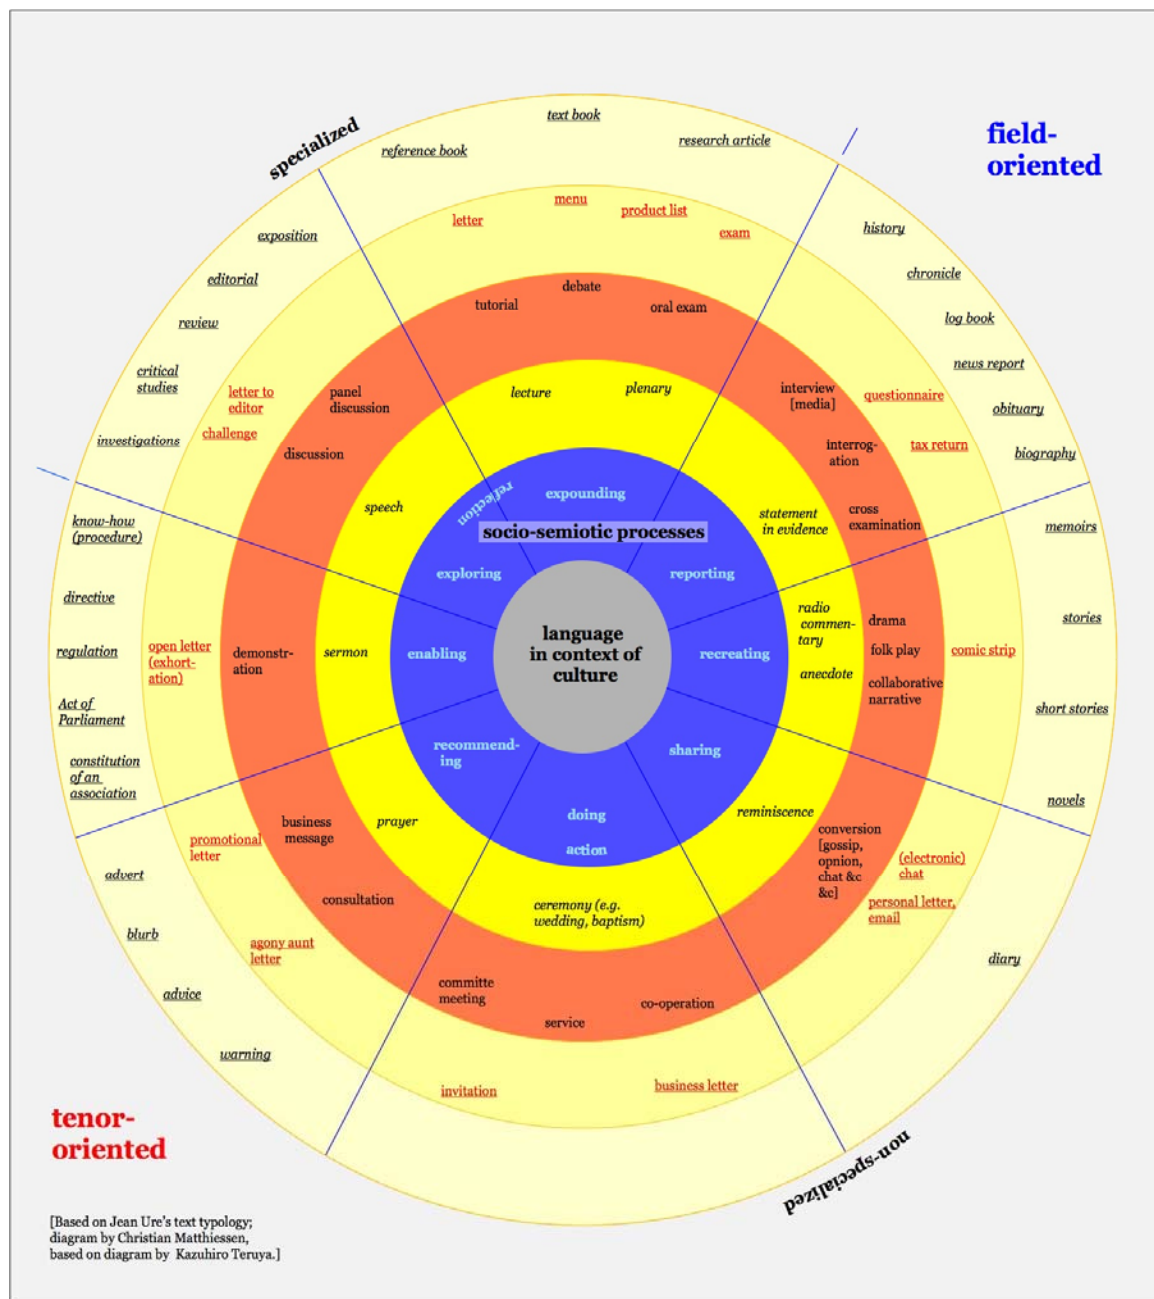 specialized
field-
oriented
text book
reference book
research article
letter
menu
product list
exam
exposition
editorial
review
critical
studies
investigations
letter to
editor
challenge
tutorial
debate
oral exam
panel
discussion
discussion
lecture
plenary
speech
history
chronicle
log book
news report
obituary
biography
questionnaire
tax return
interview
[media]
interrog-
ation
cross
examination
statement
in evidence
reflection
expounding
socio-semiotic processes
exploring
reporting
enabling
recreating
recommend-
ing
sharing
doing
action
language
in context of
culture
know-how
(procedure)
directive
regulation
Act of
Parliament
constitution
of an
association
open letter
(exhort-
ation)
demonstr-
ation
sermon
radio
commen-
tary
anecdote
drama
folk play
collaborative
narrative
comic strip
memoirs
stories
short stories
novels
prayer
business
message
consultation
promotional
letter
agony aunt
letter
advert
blurb
advice
warning
reminiscence
conversion
[gossip,
opnion,
chat &c
&c]
(electronic)
chat
personal letter,
email
diary
ceremony (e.g.
wedding, baptism)
committe
meeting
service
co-operation
invitation
business letter
tenor-
oriented
non-specialized
[Based on Jean Ure's text typology;
diagram by Christian Matthiessen,
based on diagram by Kazuhiro Teruya.]